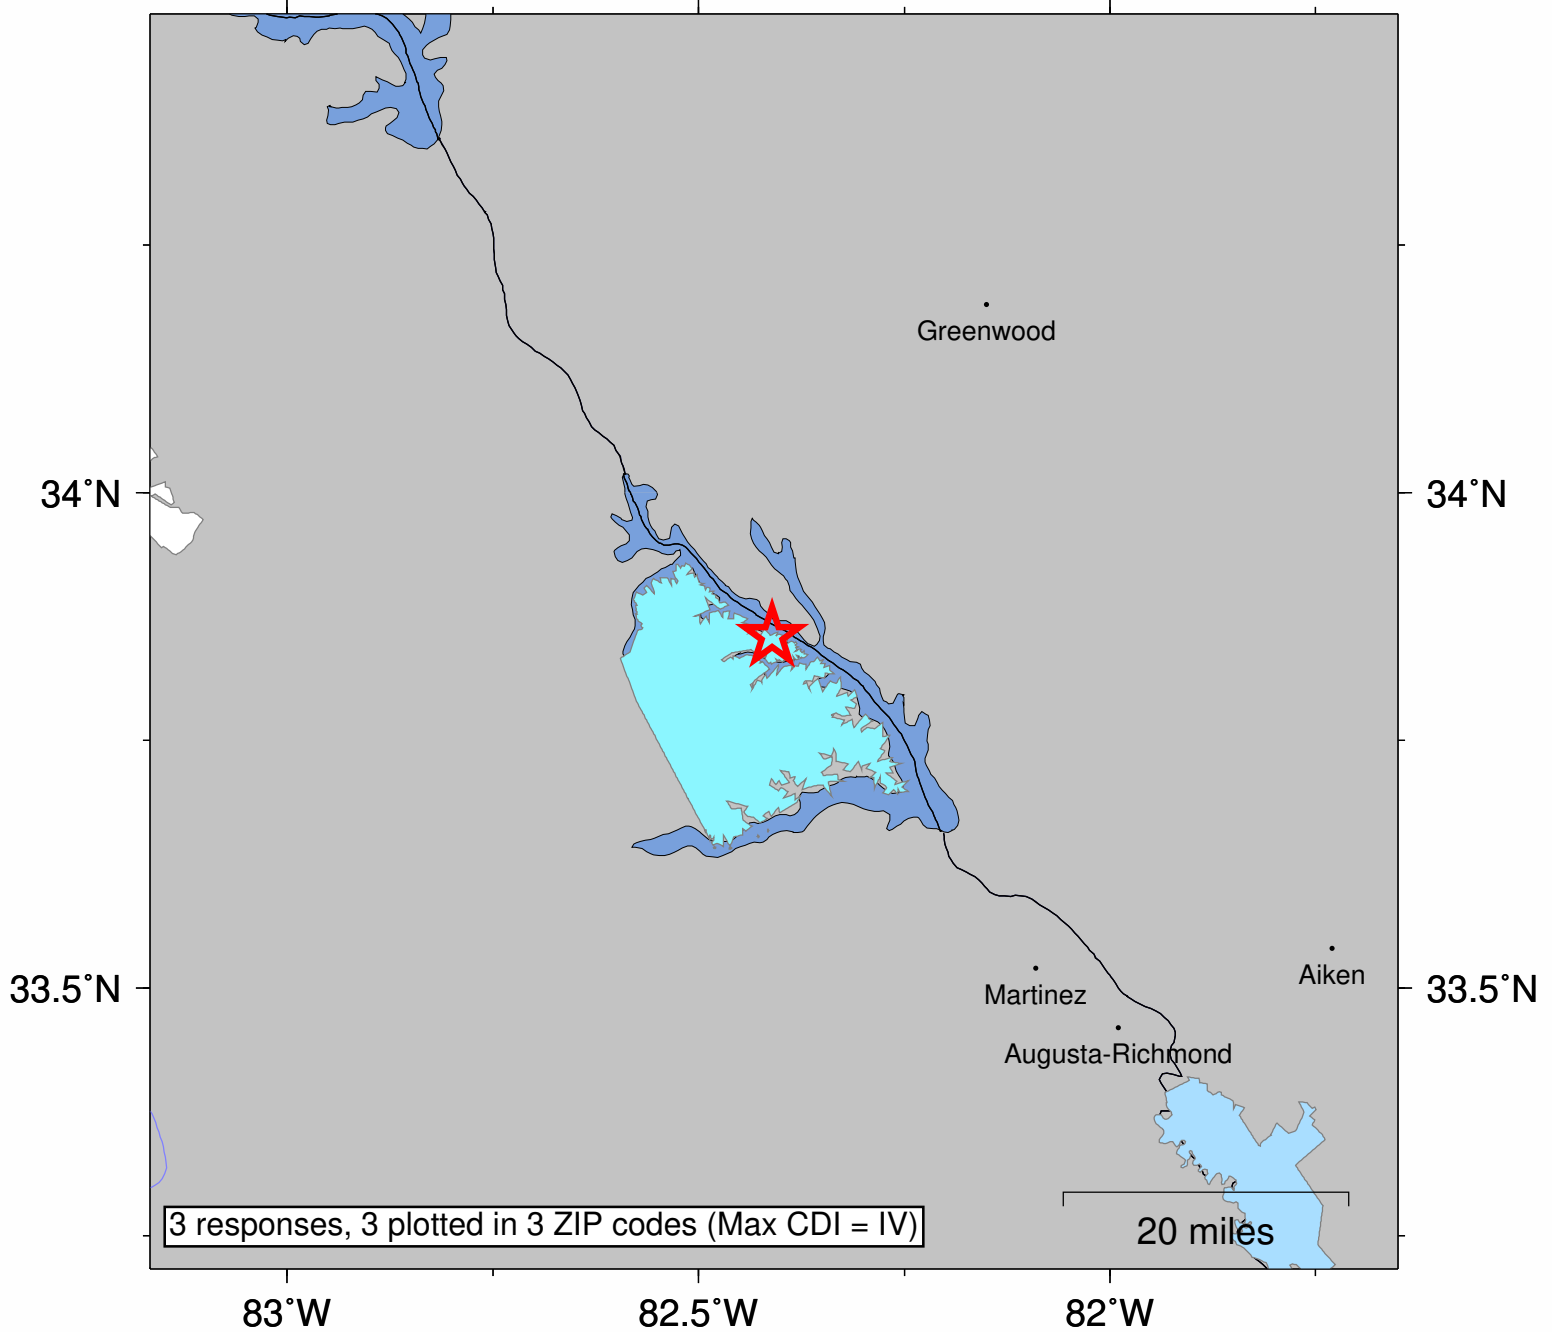 Greenwood
34°N
34°N
Aiken
33.5°N
Martinez
33.5°N
Augusta-Richmond
3 responses, 3 plotted in 3 ZIP codes (Max CDI = IV)
20 miles
83°W
82.5°W
82°W